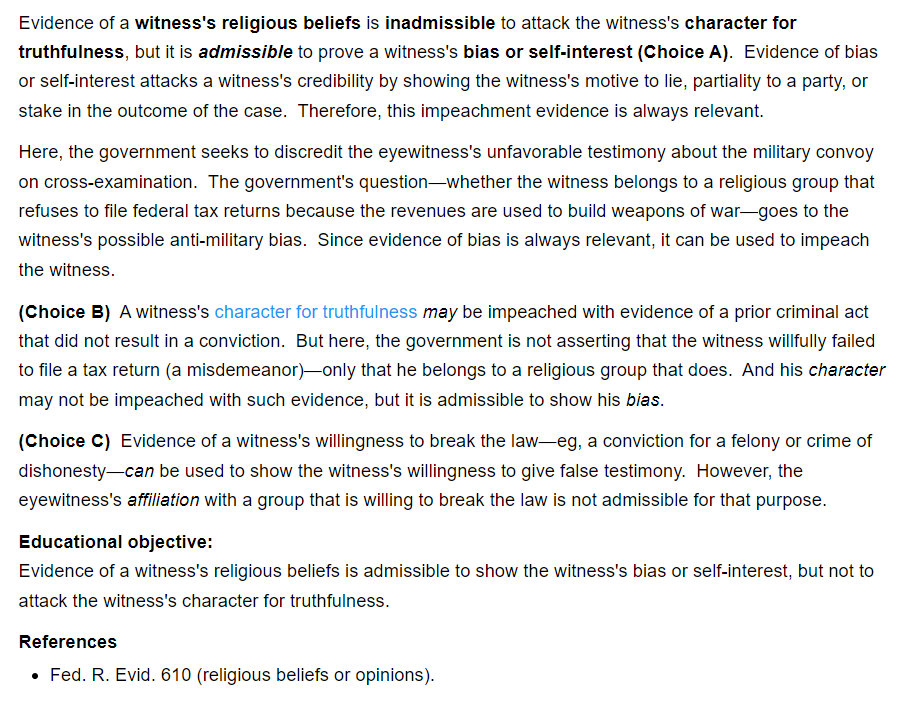 Evidence of a witness's religious beliefs is inadmissible to attack the witness's character for
truthfulness, but it is admissible to prove a witness's bias or self-interest (Choice A).  Evidence of bias
or self-interest attacks a witness's credibility by showing the witness's motive to lie, partiality to a party, or
stake in the outcome of the case.  Therefore, this impeachment evidence is always relevant.
Here, the government seeks to discredit the eyewitness's unfavorable testimony about the military convoy
on cross-examination.  The government's question—whether the witness belongs to a religious group that
refuses to file federal tax returns because the revenues are used to build weapons of war—goes to the
witness's possible anti-military bias.  Since evidence of bias is always relevant, it can be used to impeach
the witness.
(Choice B)  A witness's character for truthfulness may be impeached with evidence of a prior criminal act
that did not result in a conviction.  But here, the government is not asserting that the witness willfully failed
to file a tax return (a misdemeanor)—only that he belongs to a religious group that does.  And his character
may not be impeached with such evidence, but it is admissible to show his bias.
(Choice C)  Evidence of a witness's willingness to break the law—eg, a conviction for a felony or crime of
dishonesty—can be used to show the witness's willingness to give false testimony.  However, the
eyewitness's affiliation with a group that is willing to break the law is not admissible for that purpose.
Educational objective:
Evidence of a witness's religious beliefs is admissible to show the witness's bias or self-interest, but not to
attack the witness's character for truthfulness.
References
• Fed. R. Evid. 610 (religious beliefs or opinions).